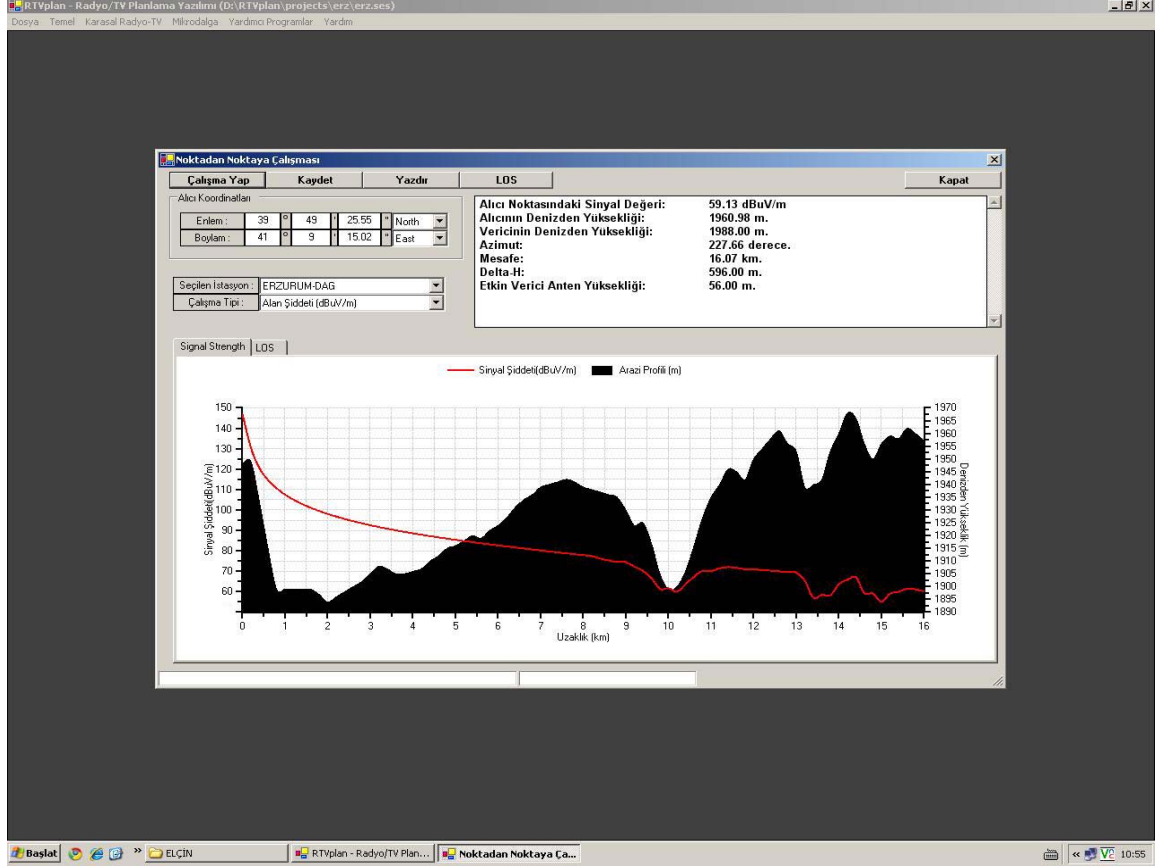 RTVplan - Radyo/TV Planlama Yazılımı (D:\RTVplan\projects\erz\erz.ses)
Dosya Temel Karasal Radyo-TV Mikrodalga Yardımcı Programlar Yardım
Noktadan Noktaya Çalışması
Çalışma Yap Kaydet Yazdır LOS Kapat
Alıcı Koordinatları
Enlem : 39 ° 49 ' 25.55 " North
Boylam : 41 ° 9 ' 15.02 " East
Seçilen İstasyon : ERZURUM-DAG
Çalışma Tipi : Alan Şiddeti (dBuV/m)
Alıcı Noktasındaki Sinyal Değeri: 59.13 dBuV/m
Alıcının Denizden Yüksekliği: 1960.98 m.
Vericinin Denizden Yüksekliği: 1988.00 m.
Azimut: 227.66 derece.
Mesafe: 16.07 km.
Delta-H: 596.00 m.
Etkin Verici Anten Yüksekliği: 56.00 m.
Signal Strength LOS
Sinyal Şiddeti(dBuV/m) Arazi Profili (m)
150
140
130
120
110
100
90
80
70
60
Sinyal Şiddeti(dBuV/m)
1970
1965
1960
1955
1950
1945
1940
1935
1930
1925
1920
1915
1910
1905
1900
1895
1890
Denizden Yükseklik (m)
0 1 2 3 4 5 6 7 8 9 10 11 12 13 14 15 16
Uzaklık (km)
Başlat » ELÇİN RTVplan - Radyo/TV Plan... Noktadan Noktaya Ça... « V2 10:55